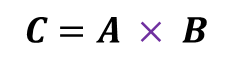 C = A × B